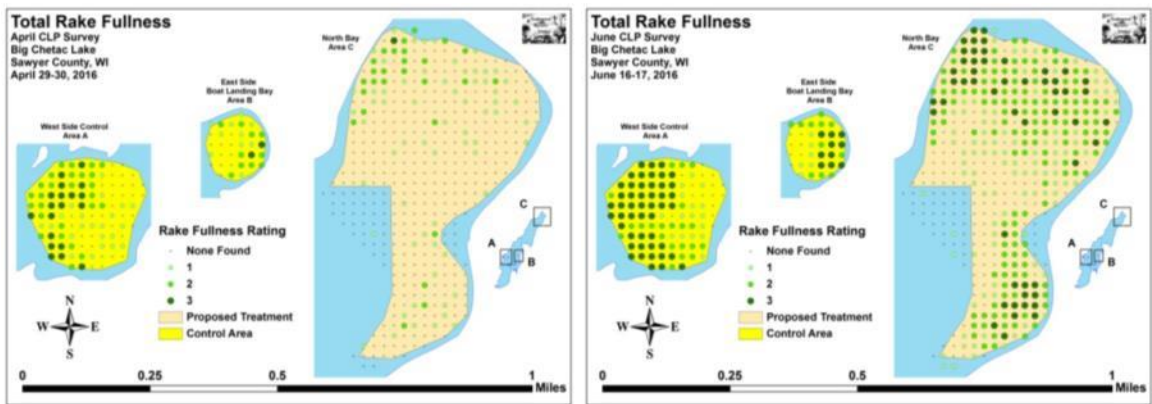 Total Rake Fullness
April CLP Survey
Big Chetac Lake
Sawyer County, WI
April 29-30, 2016
North Bay
Area C
East Side
Boat Landing Bay
Area B
West Side Control
Area A
C
A
B
Rake Fullness Rating
None Found
1
2
3
Proposed Treatment
Control Area
N
W E
S
0 0.25 0.5 1
Miles
Total Rake Fullness
June CLP Survey
Big Chetac Lake
Sawyer County, WI
June 16-17, 2016
North Bay
Area C
East Side
Boat Landing Bay
Area B
West Side Control
Area A
C
A
B
Rake Fullness Rating
None Found
1
2
3
Proposed Treatment
Control Area
N
W E
S
0 0.25 0.5 1
Miles